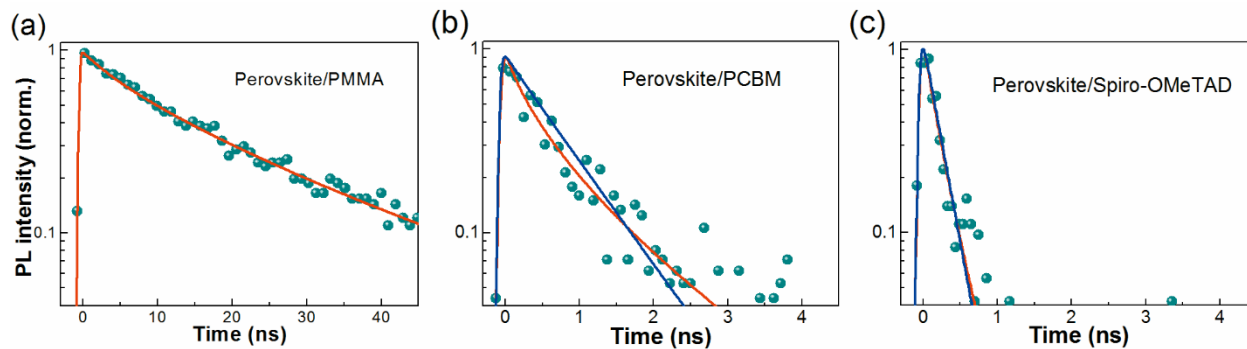 (a)
(b)
(c)
PL intensity (norm.)
1
0.1
Perovskite/PMMA
0 10 20 30 40
Time (ns)
1
0.1
Perovskite/PCBM
0 1 2 3 4
Time (ns)
1
0.1
Perovskite/Spiro-OMeTAD
0 1 2 3 4
Time (ns)